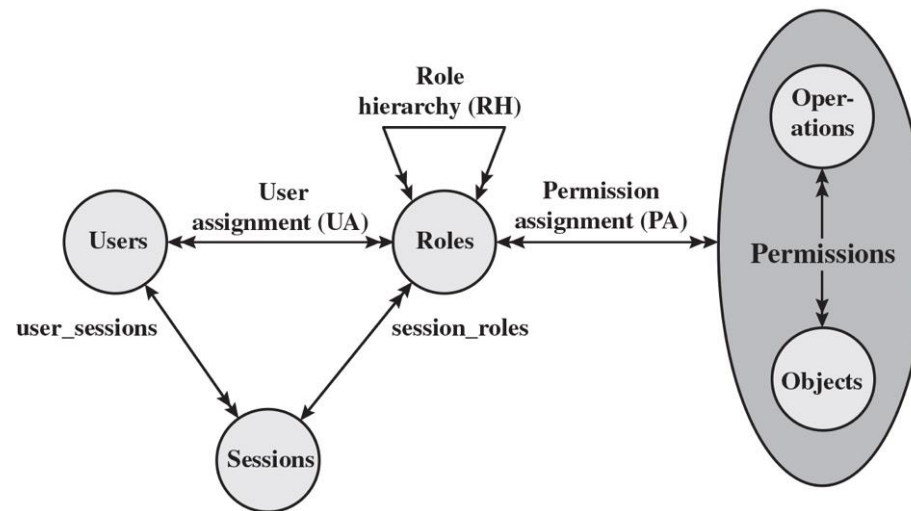 Role
hierarchy (RH)
Oper-
ations
User
assignment (UA)
Permission
assignment (PA)
Users
Roles
Permissions
user_sessions
session_roles
Objects
Sessions